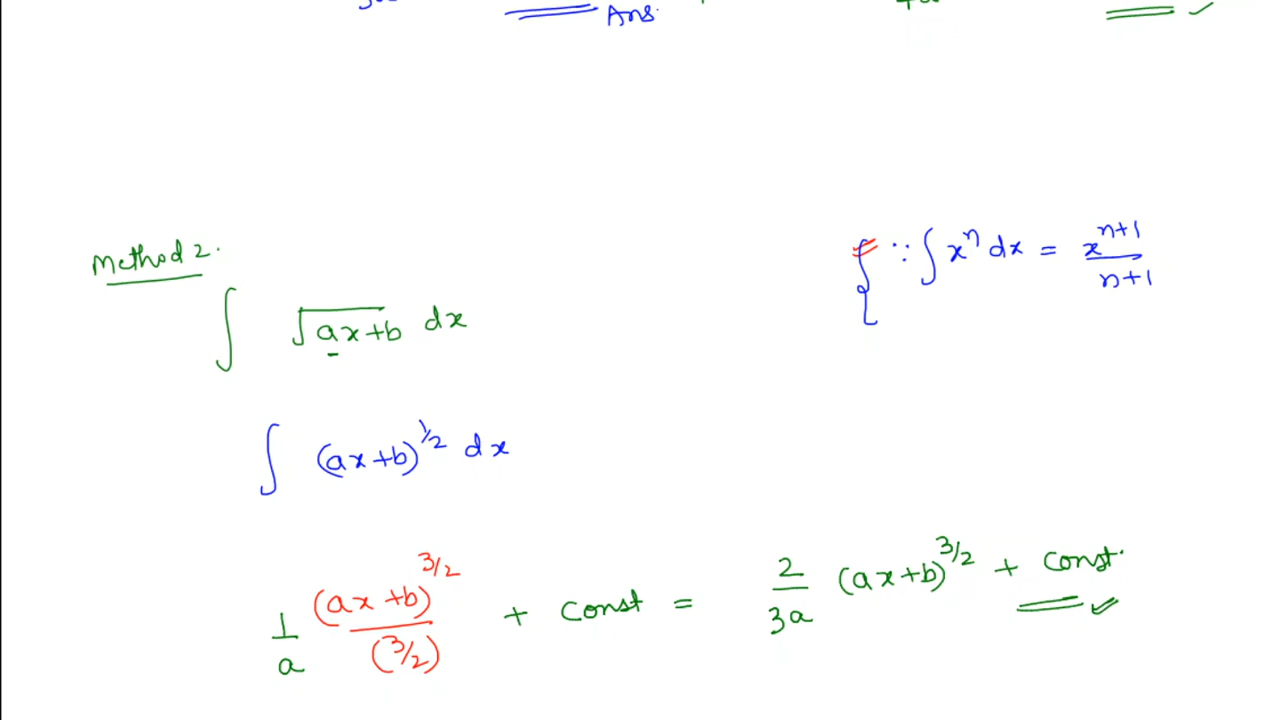 Ans.
Method 2.
∫ √(ax+b) dx
{ ∵ ∫ xⁿ dx = xⁿ⁺¹/(n+1)
∫ (ax+b)^(1/2) dx
1/a (ax+b)^(3/2)/(3/2) + Const = 2/(3a) (ax+b)^(3/2) + Const.